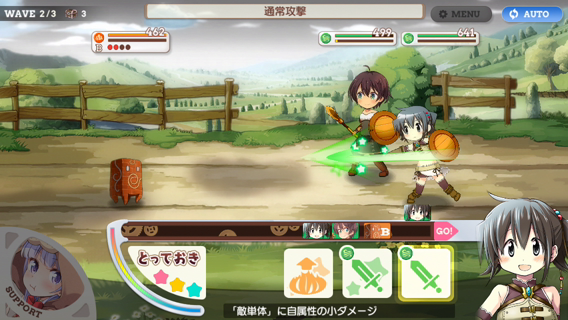 WAVE 2/3 3
通常攻撃
MENU
AUTO
462
B
499
641
B
GO!
とっておき
SUPPORT
「敵単体」に自属性の小ダメージ